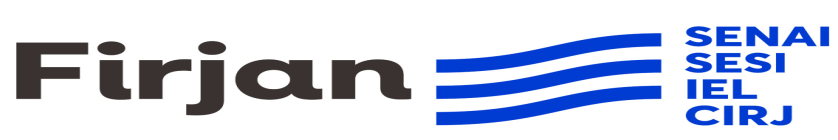 Firjan
SENAI
SESI
IEL
CIRJ